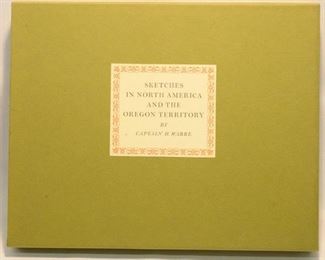 SKETCHES
IN NORTH AMERICA
AND THE
OREGON TERRITORY
BY
CAPTAIN H. WARRE